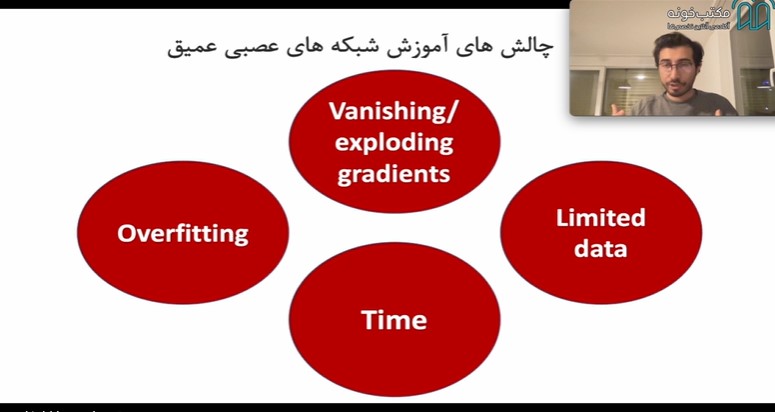 مکتب‌خونه
چالش های آموزش شبکه های عصبی عمیق
Vanishing/
exploding
gradients
Overfitting
Limited
data
Time